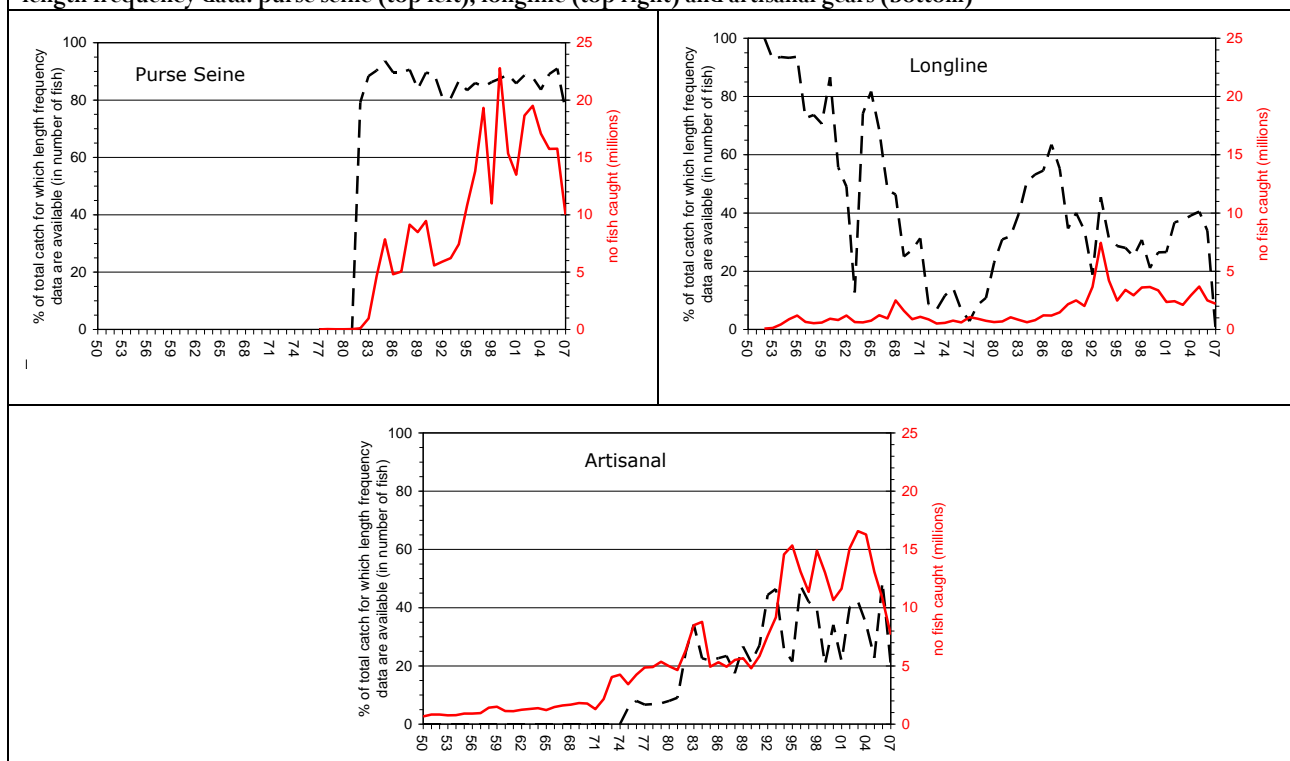 length frequency data: purse seine (top left), longline (top right) and artisanal gears (bottom)
Purse Seine
% of total catch for which length frequency
data are available (in number of fish)
100
80
60
40
20
0
25
20
15
10
5
0
no fish caught (millions)
50 53 56 59 62 65 68 71 74 77 80 83 86 89 92 95 98 01 04 07
Longline
% of total catch for which length frequency
data are available (in number of fish)
100
80
60
40
20
0
25
20
15
10
5
0
no fish caught (millions)
50 53 56 59 62 65 68 71 74 77 80 83 86 89 92 95 98 01 04 07
Artisanal
% of total catch for which length frequency
data are available (in number of fish)
100
80
60
40
20
0
25
20
15
10
5
0
no fish caught (millions)
50 53 56 59 62 65 68 71 74 77 80 83 86 89 92 95 98 01 04 07